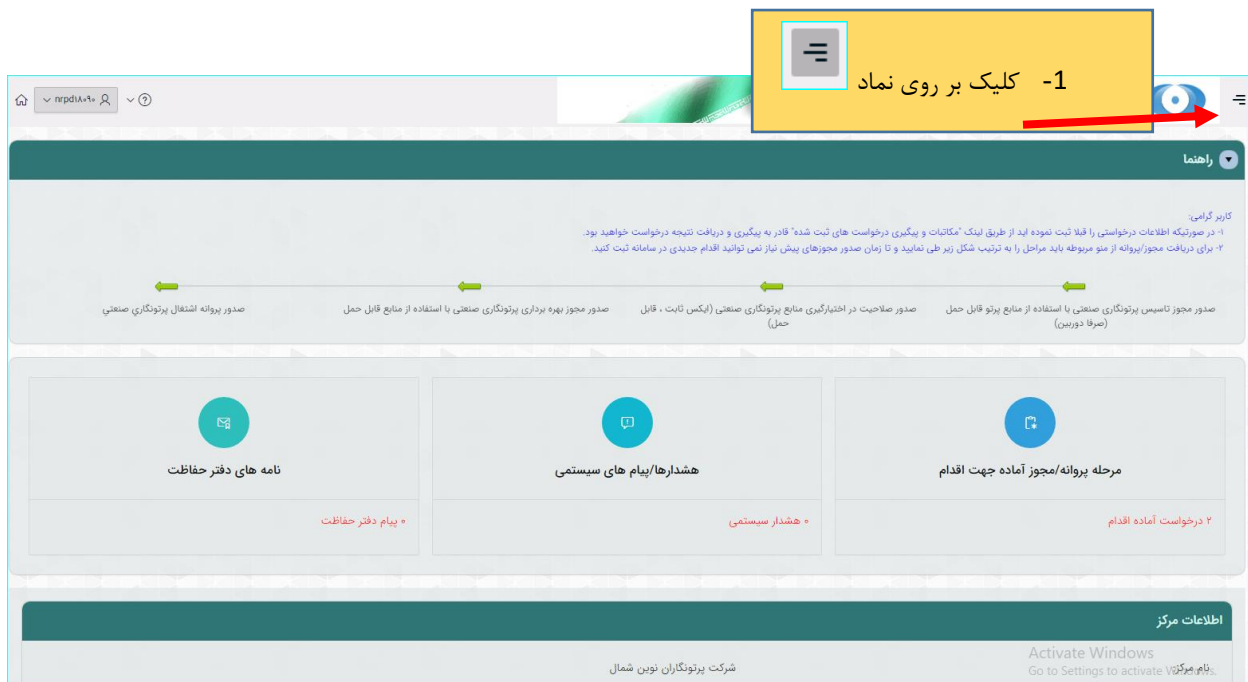 1- کلیک بر روی نماد
nrpd۱۸۰۹۰
راهنما
کاربر گرامی:
۱- در صورتیکه اطلاعات درخواستی را قبلا ثبت نموده اید از طریق لینک "مکاتبات و پیگیری درخواست های ثبت شده" قادر به پیگیری و دریافت نتیجه درخواست خواهید بود.
۲- برای دریافت مجوز/پروانه از منو مربوطه باید مراحل را به ترتیب شکل زیر طی نمایید و تا زمان صدور مجوزهای پیش نیاز نمی توانید اقدام جدیدی در سامانه ثبت کنید.
صدور مجوز تاسیس پرتونگاری صنعتی با استفاده از منابع پرتو قابل حمل
(صرفا دوربین)
صدور صلاحیت در اختیارگیری منابع پرتونگاری صنعتی (ایکس ثابت ، قابل
حمل)
صدور مجوز بهره برداری پرتونگاری صنعتی با استفاده از منابع قابل حمل
صدور پروانه اشتغال پرتونگاري صنعتي
مرحله پروانه/مجوز آماده جهت اقدام
۲ درخواست آماده اقدام
هشدارها/پیام های سیستمی
۰ هشدار سیستمی
نامه های دفتر حفاظت
۰ پیام دفتر حفاظت
اطلاعات مرکز
نام مرکز:
شرکت پرتونگاران نوین شمال
Activate Windows
Go to Settings to activate Windows.